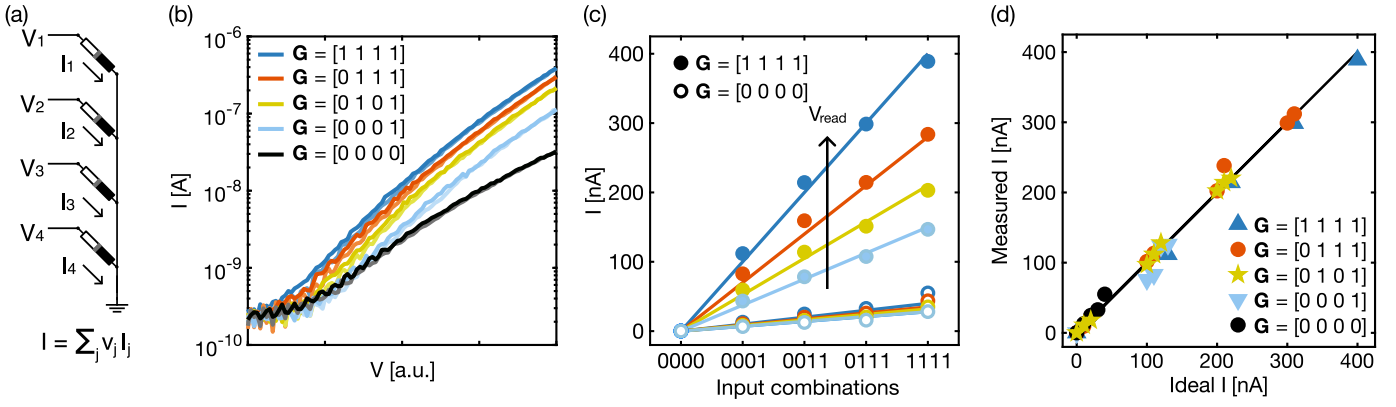 (a)
V1
I1
V2
I2
V3
I3
V4
I4
I = ∑j vj Ij
(b)
10-6
10-7
10-8
10-9
10-10
I [A]
G = [1 1 1 1]
G = [0 1 1 1]
G = [0 1 0 1]
G = [0 0 0 1]
G = [0 0 0 0]
V [a.u.]
(c)
400
300
200
100
0
I [nA]
G = [1 1 1 1]
G = [0 0 0 0]
Vread
0000 0001 0011 0111 1111
Input combinations
(d)
400
300
200
100
0
Measured I [nA]
G = [1 1 1 1]
G = [0 1 1 1]
G = [0 1 0 1]
G = [0 0 0 1]
G = [0 0 0 0]
0 100 200 300 400
Ideal I [nA]